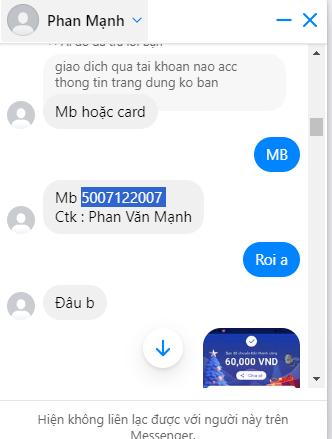 Phan Mạnh
giao dich qua tai khoan nao acc
thong tin trang dung ko ban
Mb hoặc card
MB
Mb 5007122007
Ctk : Phan Văn Mạnh
Roi a
Đâu b
60,000 VND
Chia sẻ
Hiện không liên lạc được với người này trên
Messenger.